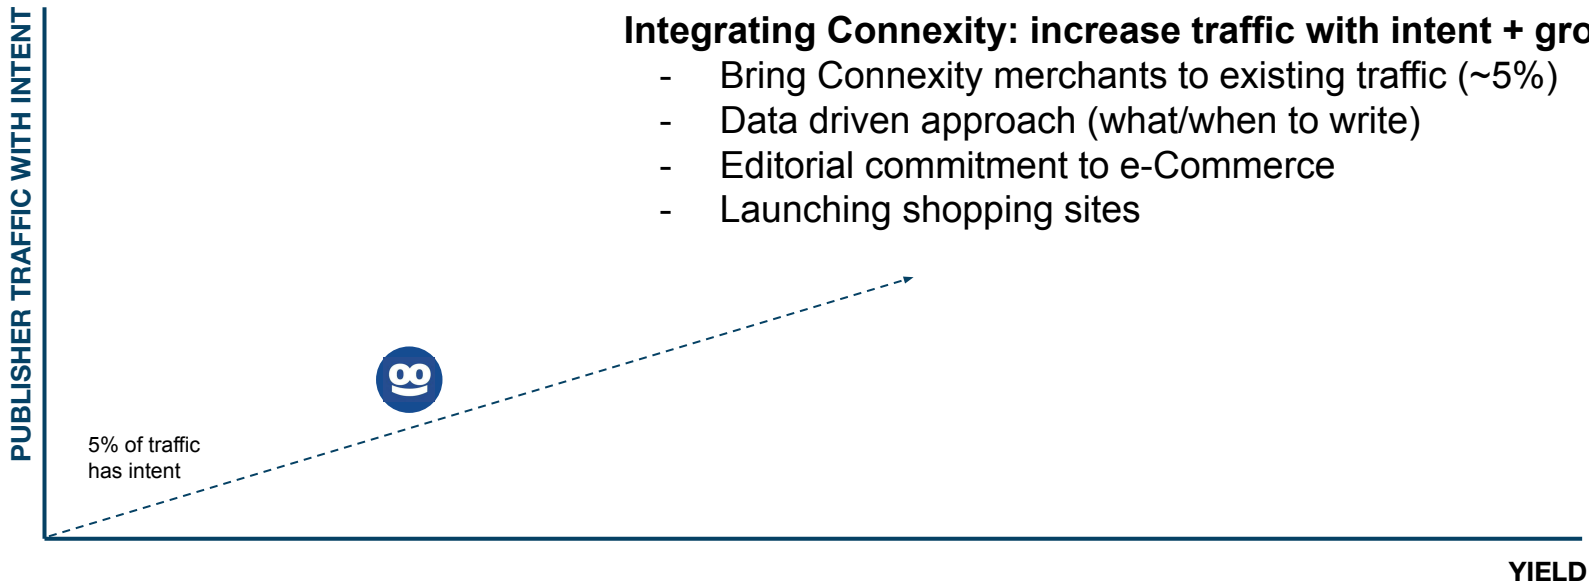 PUBLISHER TRAFFIC WITH INTENT
Integrating Connexity: increase traffic with intent +
- Bring Connexity merchants to existing traffic (~5%)
- Data driven approach (what/when to write)
- Editorial commitment to e-Commerce
- Launching shopping sites
5% of traffic
has intent
YIELD